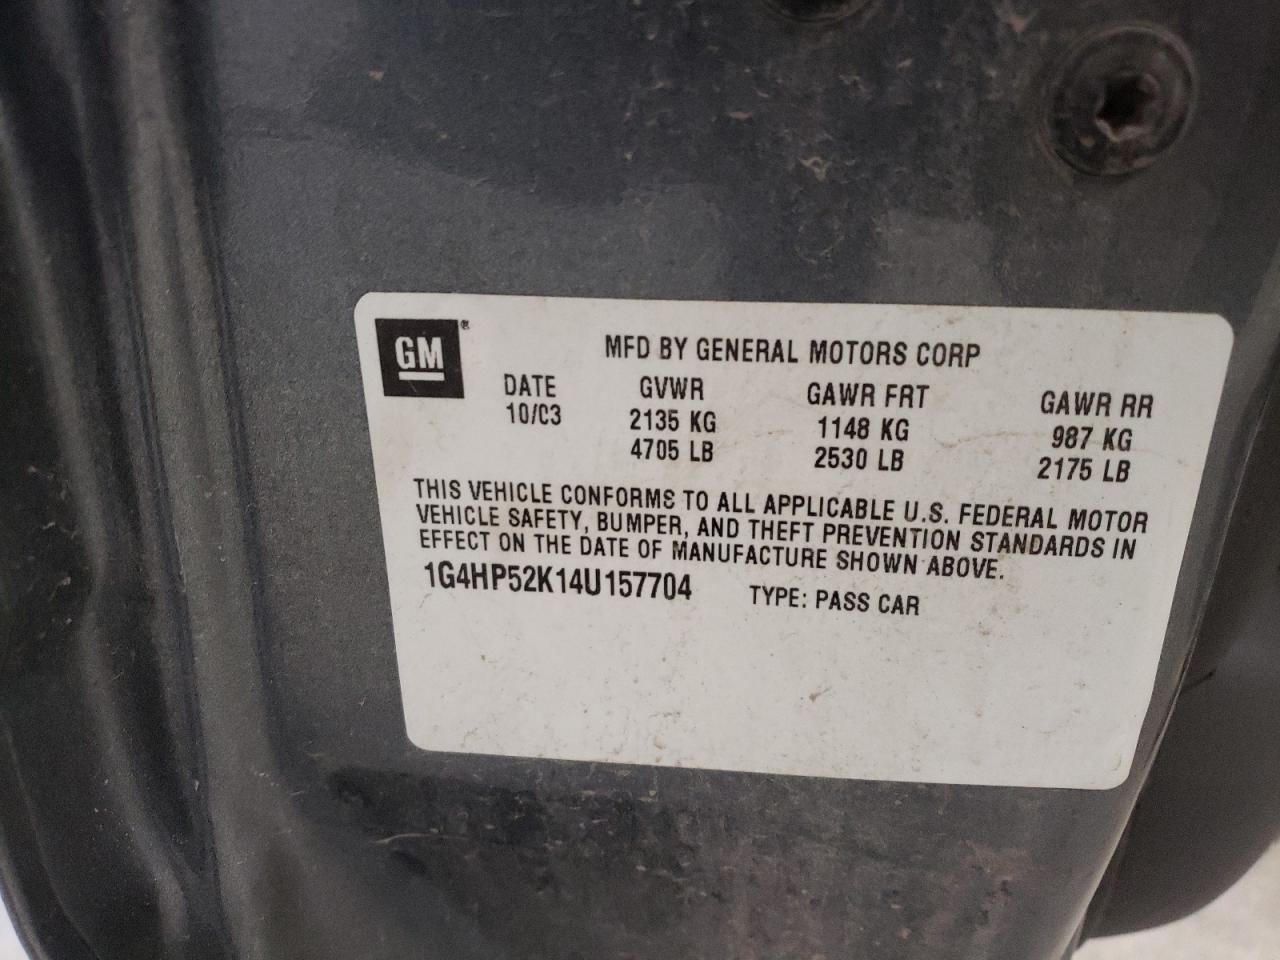 GM ®
MFD BY GENERAL MOTORS CORP
DATE GVWR GAWR FRT GAWR RR
10/C3 2135 KG 1148 KG 987 KG
4705 LB 2530 LB 2175 LB
THIS VEHICLE CONFORMS TO ALL APPLICABLE U.S. FEDERAL MOTOR
VEHICLE SAFETY, BUMPER, AND THEFT PREVENTION STANDARDS IN
EFFECT ON THE DATE OF MANUFACTURE SHOWN ABOVE.
1G4HP52K14U157704 TYPE: PASS CAR